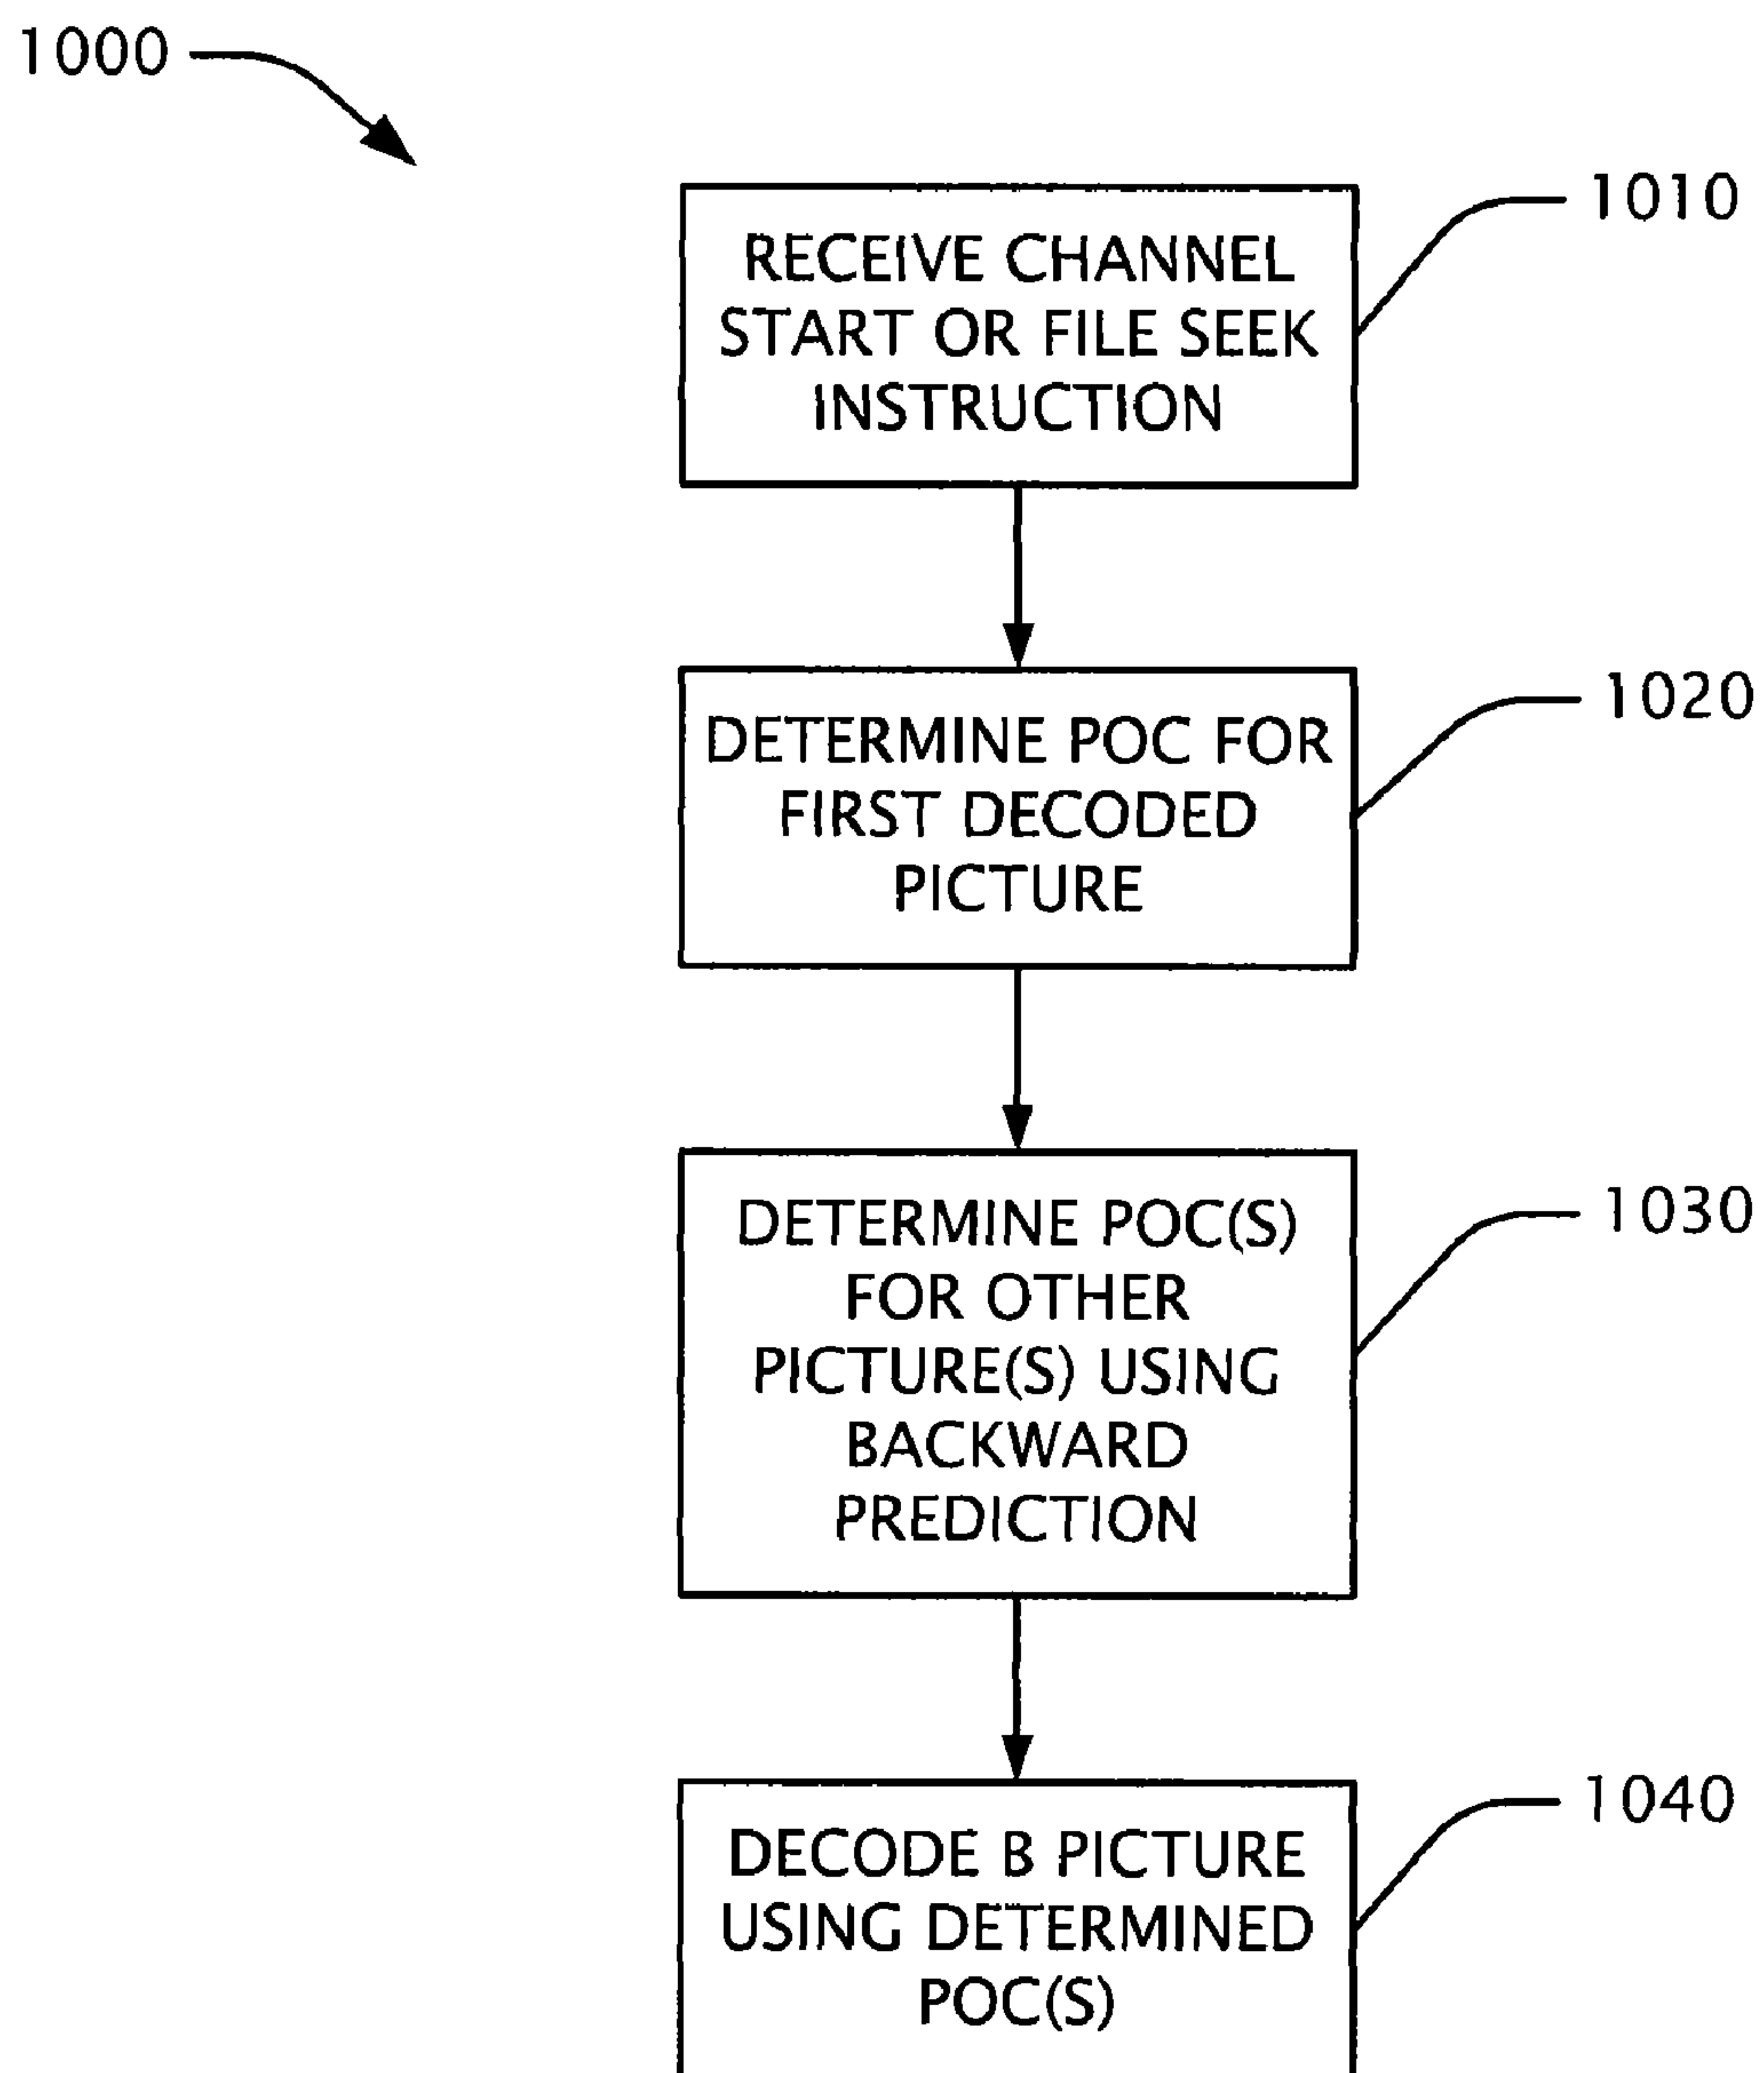 1000
1010
RECEIVE CHANNEL
START OR FILE SEEK
INSTRUCTION
1020
DETERMINE POC FOR
FIRST DECODED
PICTURE
1030
DETERMINE POC(S)
FOR OTHER
PICTURE(S) USING
BACKWARD
PREDICTION
1040
DECODE B PICTURE
USING DETERMINED
POC(S)